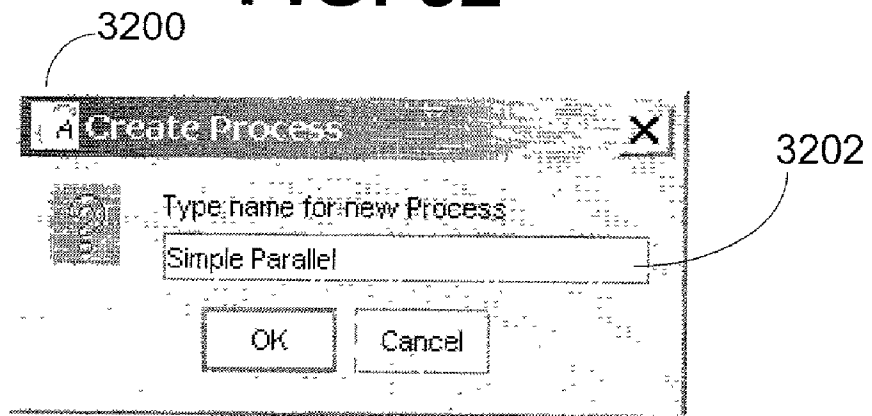 3200
A Create Process
3202
Type name for new Process
Simple Parallel
OK
Cancel